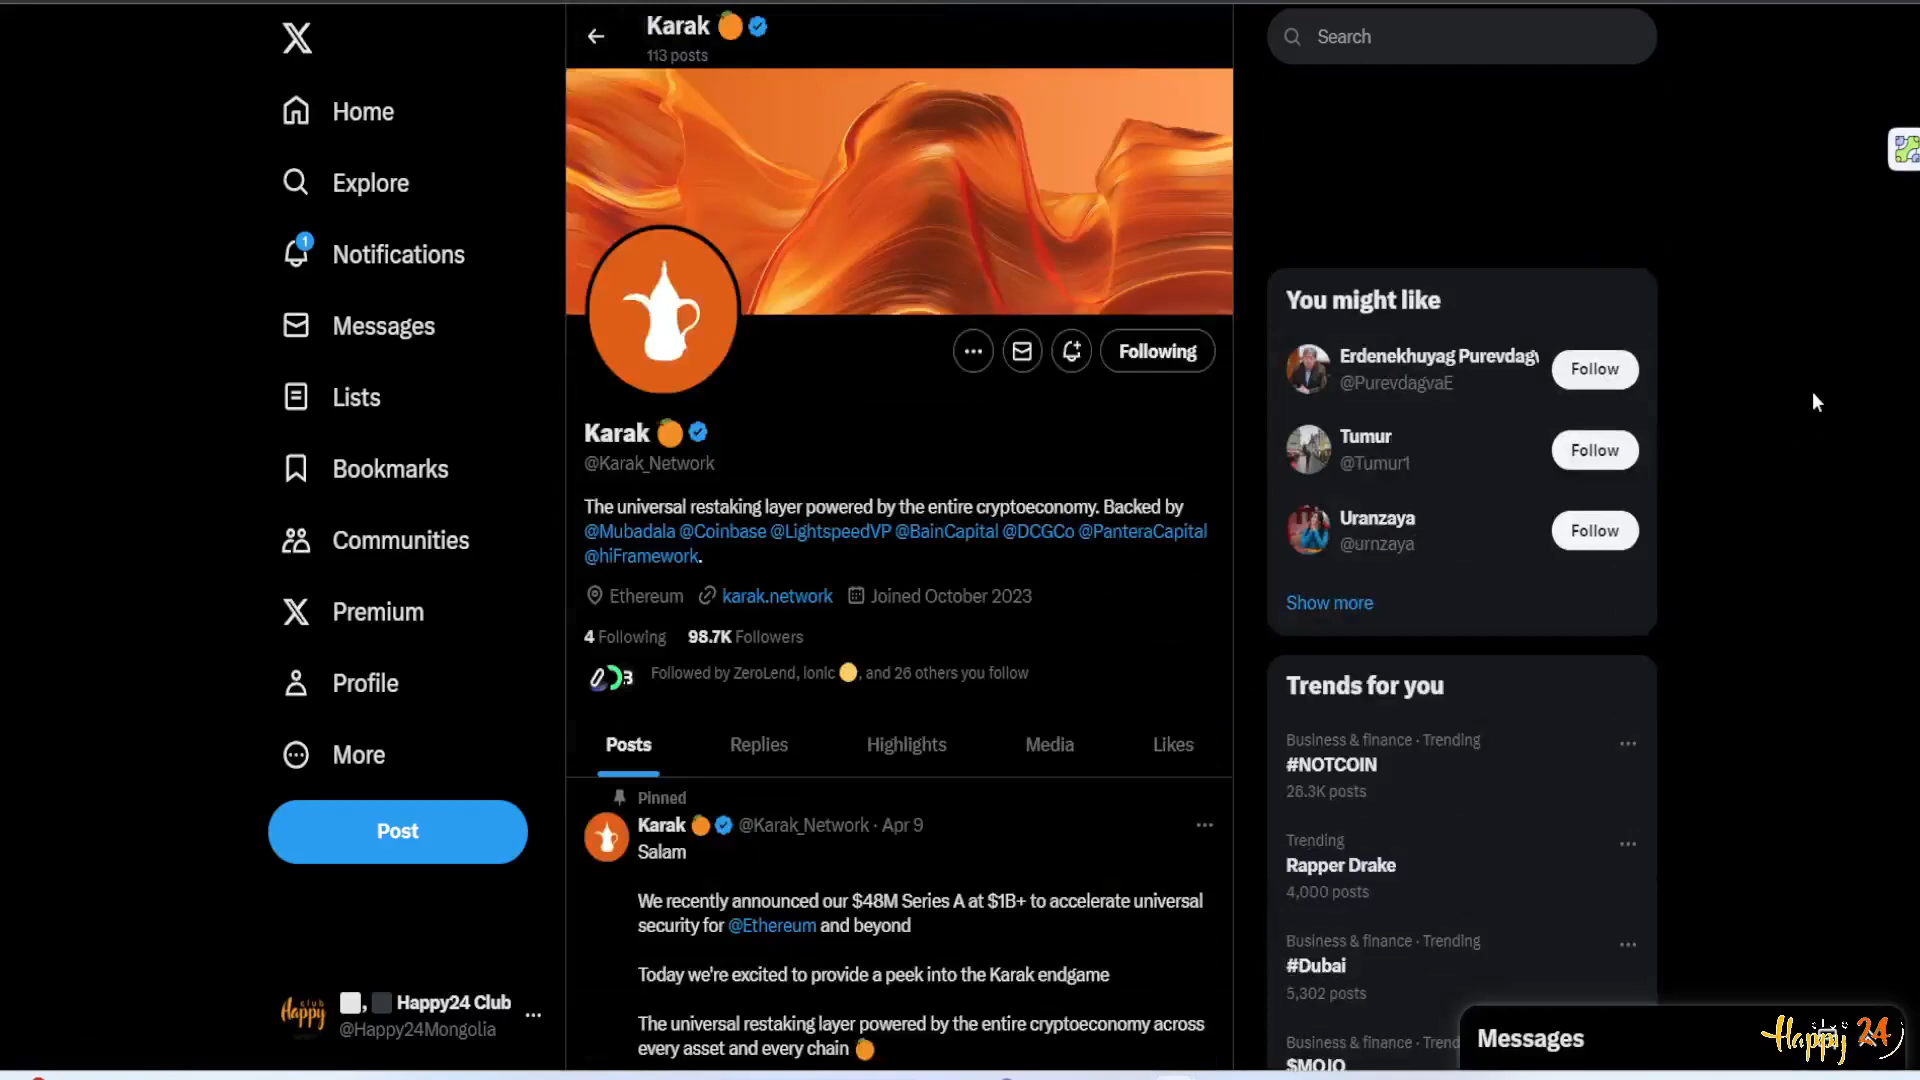 Karak
113 posts
Search
Home
Explore
1
Notifications
Messages
Lists
Bookmarks
Communities
Premium
Profile
More
Post
club
Happy
Happy24 Club
@Happy24Mongolia
Following
Karak
@Karak_Network
The universal restaking layer powered by the entire cryptoeconomy. Backed by
@Mubadala @Coinbase @LightspeedVP @BainCapital @DCGCo @PanteraCapital
@hiFramework.
Ethereum karak.network Joined October 2023
4 Following 98.7K Followers
Followed by ZeroLend, Ionic, and 26 others you follow
Posts Replies Highlights Media Likes
Pinned
Karak @Karak_Network · Apr 9
Salam
We recently announced our $48M Series A at $1B+ to accelerate universal
security for @Ethereum and beyond
Today we're excited to provide a peek into the Karak endgame
The universal restaking layer powered by the entire cryptoeconomy across
every asset and every chain
You might like
Erdenekhuyag Purevdag
@PurevdagvaE
Follow
Tumur
@Tumur1
Follow
Uranzaya
@urnzaya
Follow
Show more
Trends for you
Business & finance · Trending
#NOTCOIN
26.3K posts
Trending
Rapper Drake
4,000 posts
Business & finance · Trending
#Dubai
5,302 posts
Business & finance · Trend
$MOJO
Messages
Happy 24